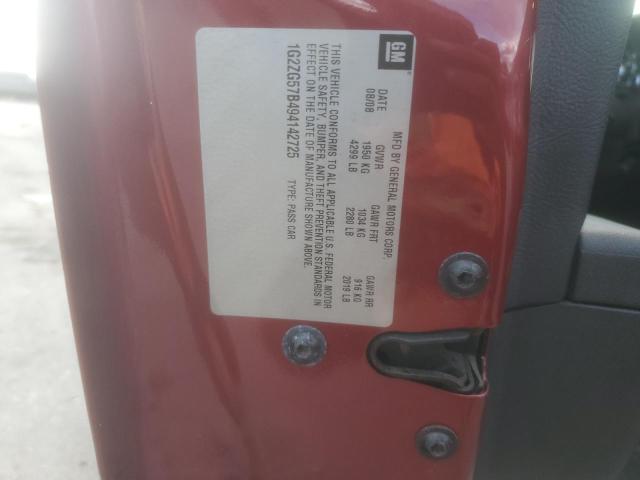 GM
MFD BY GENERAL MOTORS CORP.
DATE GVWR GAWR FRT GAWR RR
08/08 1950 KG 1034 KG 916 KG
4299 LB 2280 LB 2019 LB
THIS VEHICLE CONFORMS TO ALL APPLICABLE U.S. FEDERAL MOTOR
VEHICLE SAFETY, BUMPER, AND THEFT PREVENTION STANDARDS IN
EFFECT ON THE DATE OF MANUFACTURE SHOWN ABOVE.
1G2ZG57B494142725 TYPE: PASS CAR